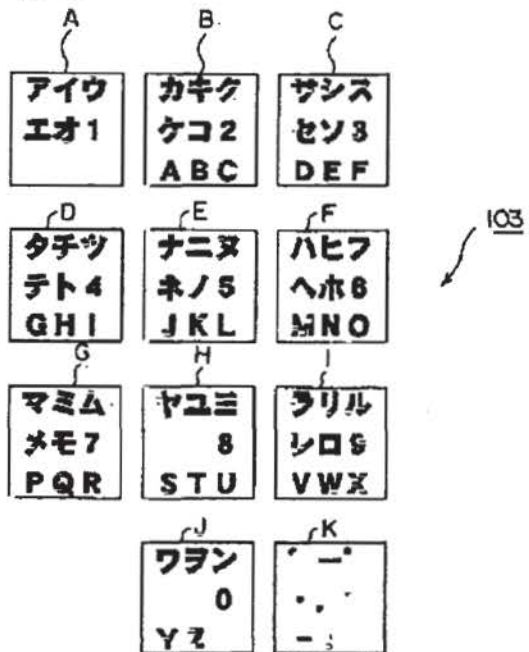 A
アイウ
エオ1
B
カキク
ケコ2
ABC
C
サシス
セソ3
DEF
D
タチツ
テト4
GHI
E
ナニヌ
ネノ5
JKL
F
ハヒフ
ヘホ6
MNO
103
G
マミム
メモ7
PQR
H
ヤユヨ
8
STU
I
ラリル
レロ9
VWX
J
ワヲン
0
YZ
K